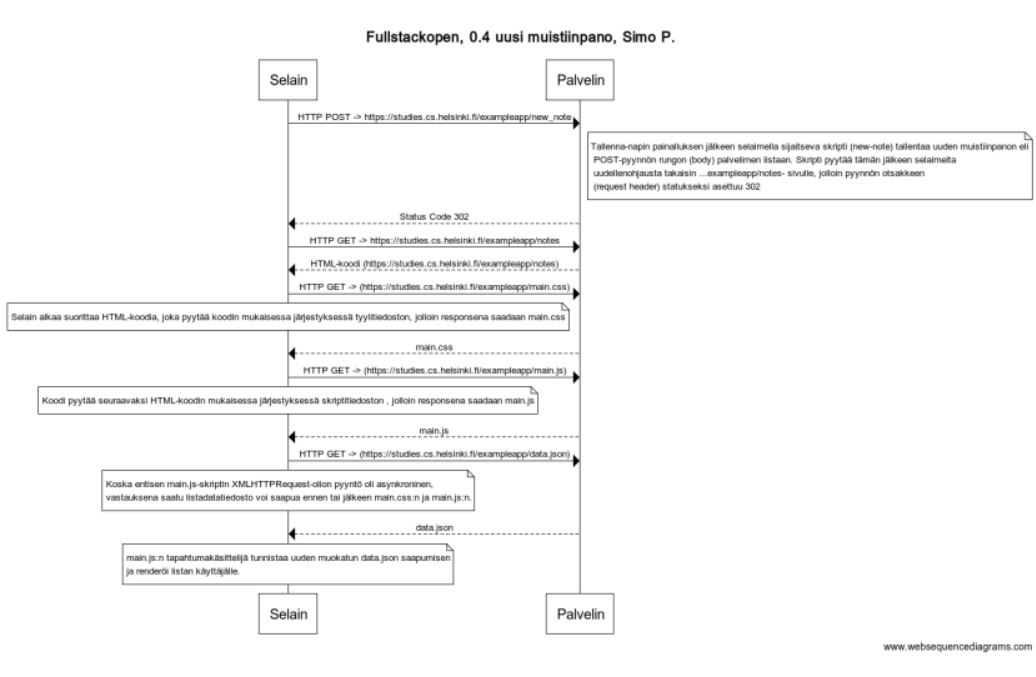 Fullstackopen, 0.4 uusi muistiinpano, Simo P.
Selain
Palvelin
HTTP POST -> https://studies.cs.helsinki.fi/exampleapp/new_note
Tallenna-napin painalluksen jälkeen selaimella sijaitseva skripti (new-note) tallentaa uuden muistiinpanon eli
POST-pyynnön rungon (body) palvelimen listaan. Skripti pyytää tämän jälkeen selaimelta
uudellenohjausta takaisin ...exampleapp/notes- sivulle, jolloin pyynnön otsakkeen
(request header) statukseksi asettuu 302
Status Code 302
HTTP GET -> https://studies.cs.helsinki.fi/exampleapp/notes
HTML-koodi (https://studies.cs.helsinki.fi/exampleapp/notes)
HTTP GET -> (https://studies.cs.helsinki.fi/exampleapp/main.css)
Selain alkaa suorittaa HTML-koodia, joka pyytää koodin mukaisessa järjestyksessä tyylitiedoston, jolloin responsena saadaan main.css
main.css
HTTP GET -> (https://studies.cs.helsinki.fi/exampleapp/main.js)
Koodi pyytää seuraavaksi HTML-koodin mukaisessa järjestyksessä skriptitiedoston , jolloin responsena saadaan main.js
main.js
HTTP GET -> (https://studies.cs.helsinki.fi/exampleapp/data.json)
Koska entisen main.js-skriptin XMLHTTPRequest-olion pyyntö oli asynkroninen,
vastauksena saatu listadatatiedosto voi saapua ennen tai jälkeen main.css:n ja main.js:n.
data.json
main.js:n tapahtumakäsittelijä tunnistaa uuden muokatun data.json saapumisen
ja renderöi listan käyttäjälle.
Selain
Palvelin
www.websequencediagrams.com